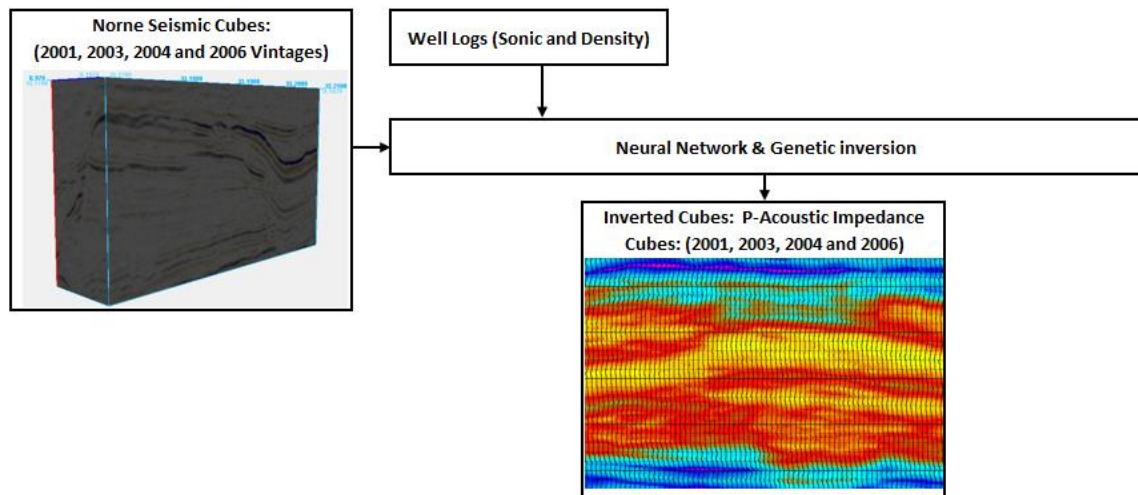 Norne Seismic Cubes:
(2001, 2003, 2004 and 2006 Vintages)
Well Logs (Sonic and Density)
Neural Network & Genetic inversion
Inverted Cubes: P-Acoustic Impedance
Cubes: (2001, 2003, 2004 and 2006)